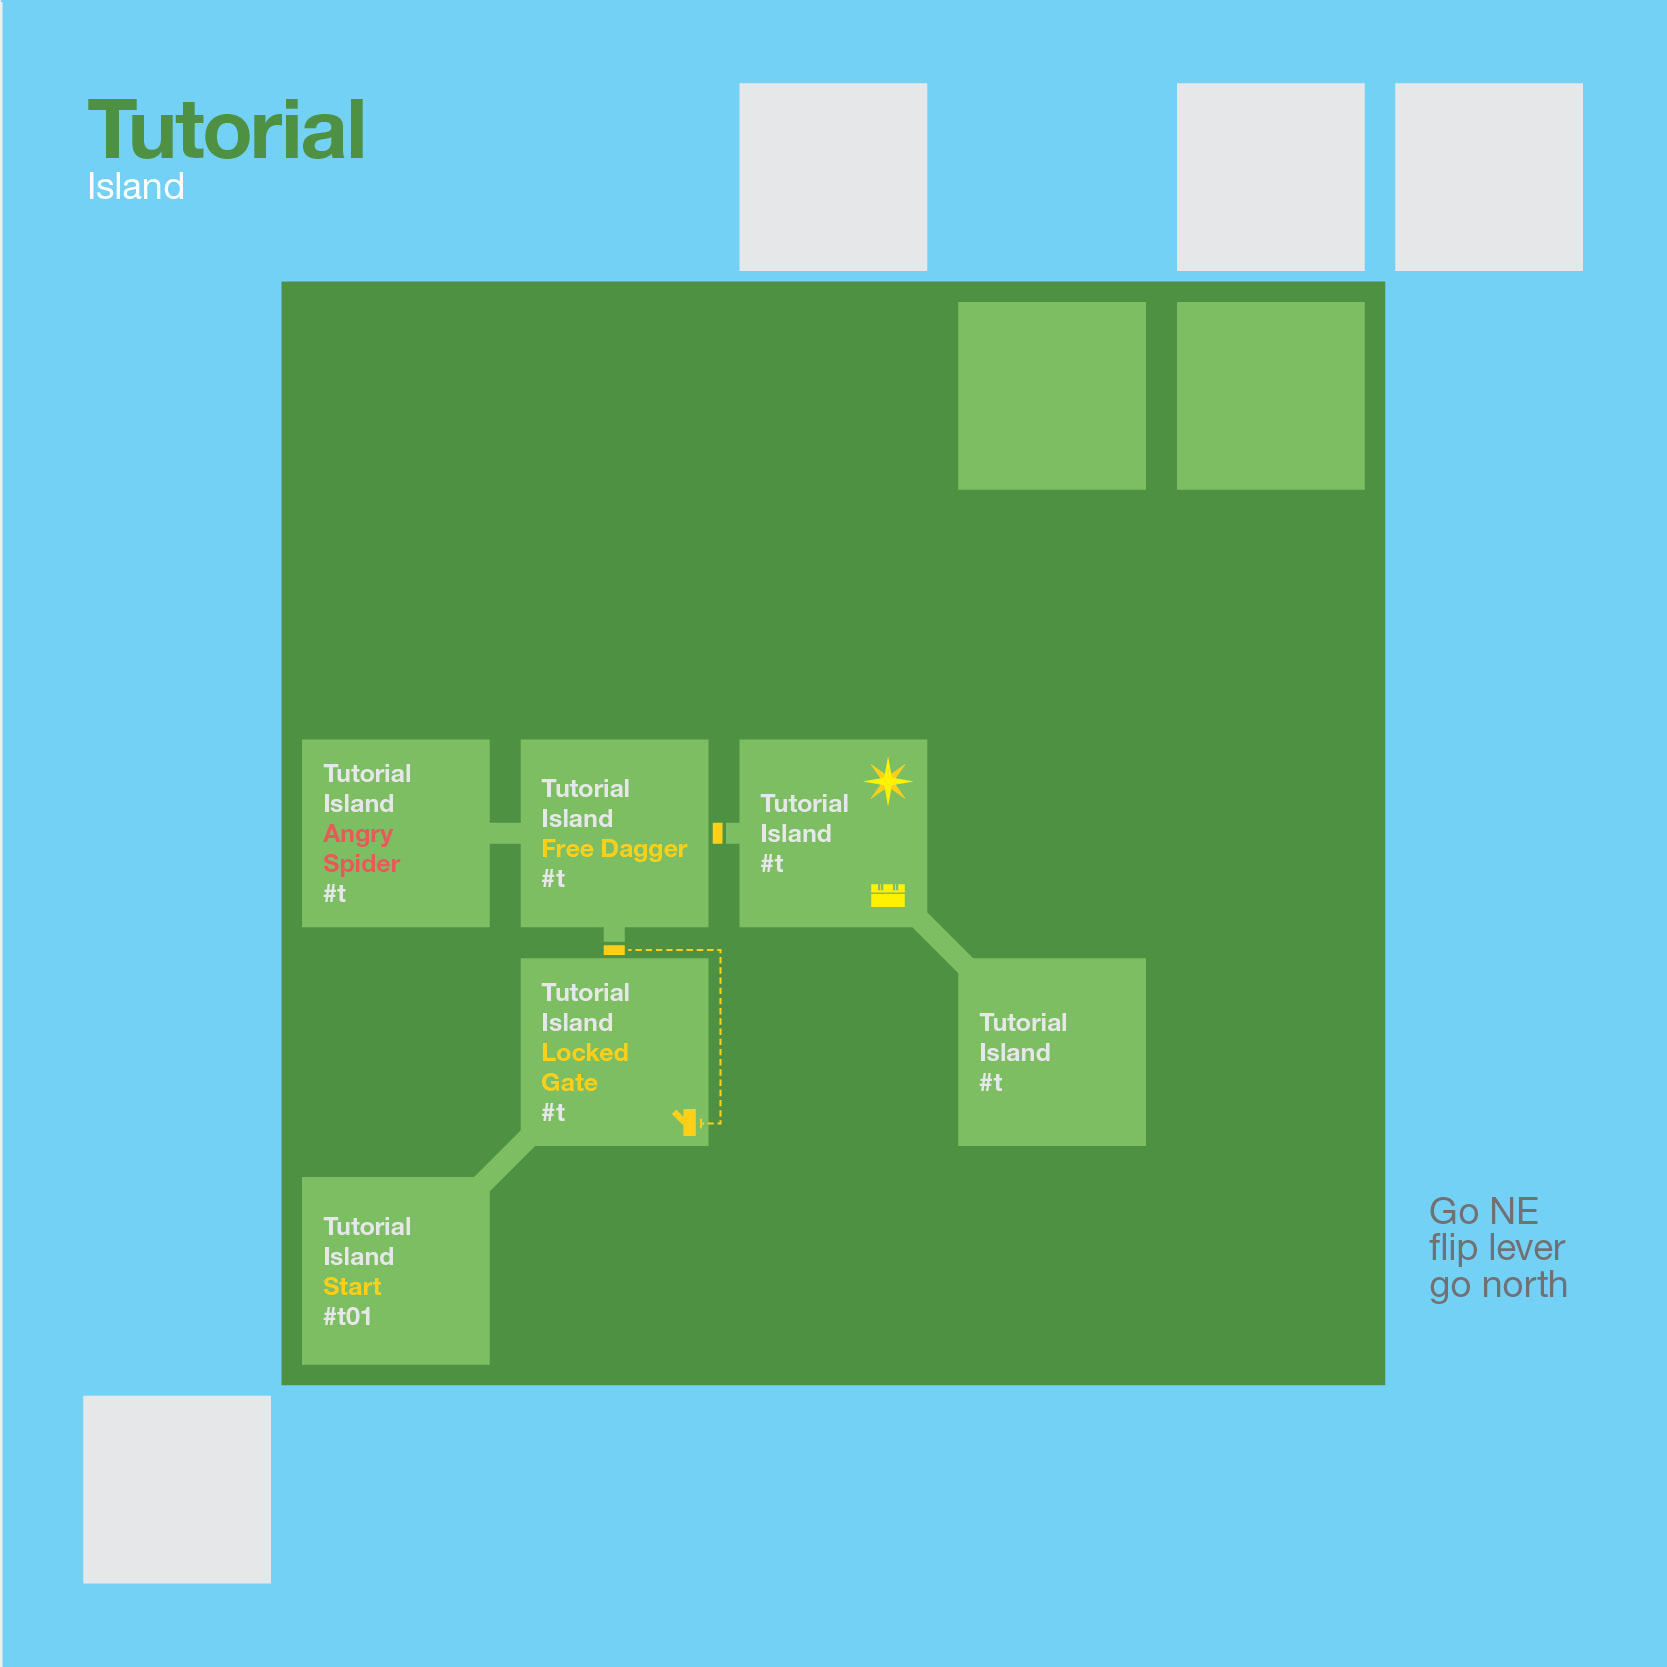 Tutorial
Island
Tutorial
Island
Angry
Spider
#t
Tutorial
Island
Free Dagger
#t
Tutorial
Island
#t
Tutorial
Island
Locked
Gate
#t
Tutorial
Island
#t
Tutorial
Island
Start
#t01
Go NE
flip lever
go north